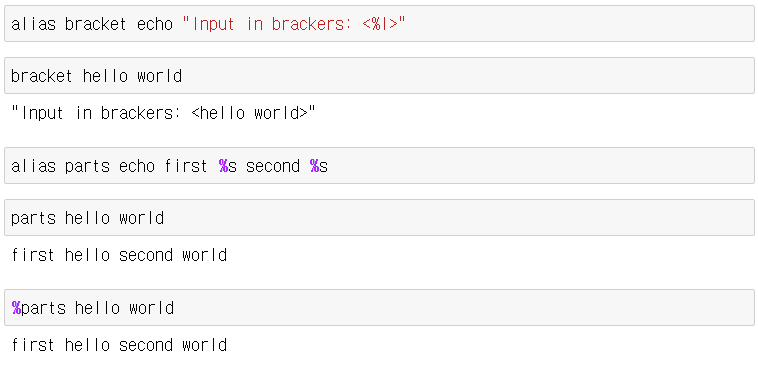 alias bracket echo "Input in brackers: <%l>"
bracket hello world
"Input in brackers: <hello world>"
alias parts echo first %s second %s
parts hello world
first hello second world
%parts hello world
first hello second world